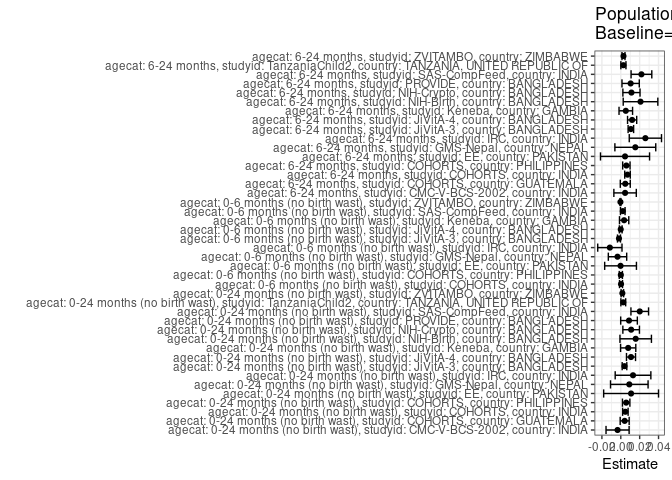 Population
Baseline=
agecat: 6-24 months, studyid: ZVITAMBO, country: ZIMBABWE
agecat: 6-24 months, studyid: TanzaniaChild2, country: TANZANIA, UNITED REPUBLIC OF
agecat: 6-24 months, studyid: SAS-CompFeed, country: INDIA
agecat: 6-24 months, studyid: PROVIDE, country: BANGLADESH
agecat: 6-24 months, studyid: NIH-Crypto, country: BANGLADESH
agecat: 6-24 months, studyid: NIH-Birth, country: BANGLADESH
agecat: 6-24 months, studyid: Keneba, country: GAMBIA
agecat: 6-24 months, studyid: JiVitA-4, country: BANGLADESH
agecat: 6-24 months, studyid: JiVitA-3, country: BANGLADESH
agecat: 6-24 months, studyid: IRC, country: INDIA
agecat: 6-24 months, studyid: GMS-Nepal, country: NEPAL
agecat: 6-24 months, studyid: EE, country: PAKISTAN
agecat: 6-24 months, studyid: COHORTS, country: PHILIPPINES
agecat: 6-24 months, studyid: COHORTS, country: INDIA
agecat: 6-24 months, studyid: COHORTS, country: GUATEMALA
agecat: 6-24 months, studyid: CMC-V-BCS-2002, country: INDIA
agecat: 0-6 months (no birth wast), studyid: ZVITAMBO, country: ZIMBABWE
agecat: 0-6 months (no birth wast), studyid: SAS-CompFeed, country: INDIA
agecat: 0-6 months (no birth wast), studyid: Keneba, country: GAMBIA
agecat: 0-6 months (no birth wast), studyid: JiVitA-4, country: BANGLADESH
agecat: 0-6 months (no birth wast), studyid: JiVitA-3, country: BANGLADESH
agecat: 0-6 months (no birth wast), studyid: IRC, country: INDIA
agecat: 0-6 months (no birth wast), studyid: GMS-Nepal, country: NEPAL
agecat: 0-6 months (no birth wast), studyid: EE, country: PAKISTAN
agecat: 0-6 months (no birth wast), studyid: COHORTS, country: PHILIPPINES
agecat: 0-6 months (no birth wast), studyid: COHORTS, country: INDIA
agecat: 0-24 months (no birth wast), studyid: ZVITAMBO, country: ZIMBABWE
agecat: 0-24 months (no birth wast), studyid: TanzaniaChild2, country: TANZANIA, UNITED REPUBLIC OF
agecat: 0-24 months (no birth wast), studyid: SAS-CompFeed, country: INDIA
agecat: 0-24 months (no birth wast), studyid: PROVIDE, country: BANGLADESH
agecat: 0-24 months (no birth wast), studyid: NIH-Crypto, country: BANGLADESH
agecat: 0-24 months (no birth wast), studyid: NIH-Birth, country: BANGLADESH
agecat: 0-24 months (no birth wast), studyid: Keneba, country: GAMBIA
agecat: 0-24 months (no birth wast), studyid: JiVitA-4, country: BANGLADESH
agecat: 0-24 months (no birth wast), studyid: JiVitA-3, country: BANGLADESH
agecat: 0-24 months (no birth wast), studyid: IRC, country: INDIA
agecat: 0-24 months (no birth wast), studyid: GMS-Nepal, country: NEPAL
agecat: 0-24 months (no birth wast), studyid: EE, country: PAKISTAN
agecat: 0-24 months (no birth wast), studyid: COHORTS, country: PHILIPPINES
agecat: 0-24 months (no birth wast), studyid: COHORTS, country: INDIA
agecat: 0-24 months (no birth wast), studyid: COHORTS, country: GUATEMALA
agecat: 0-24 months (no birth wast), studyid: CMC-V-BCS-2002, country: INDIA
-0.02 0.00 0.02 0.04
Estimate